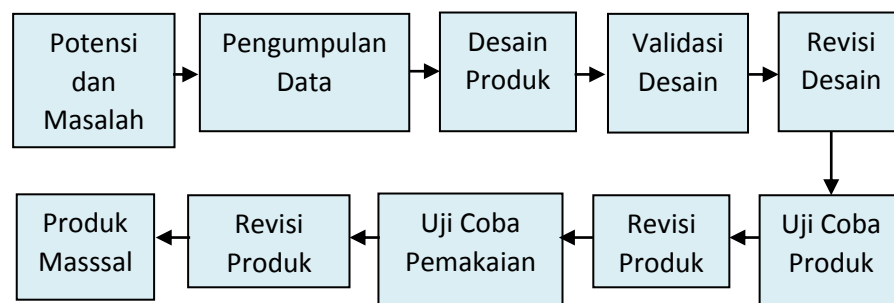 Potensi
dan
Masalah
Pengumpulan
Data
Desain
Produk
Validasi
Desain
Revisi
Desain
Uji Coba
Produk
Revisi
Produk
Uji Coba
Pemakaian
Revisi
Produk
Produk
Masssal